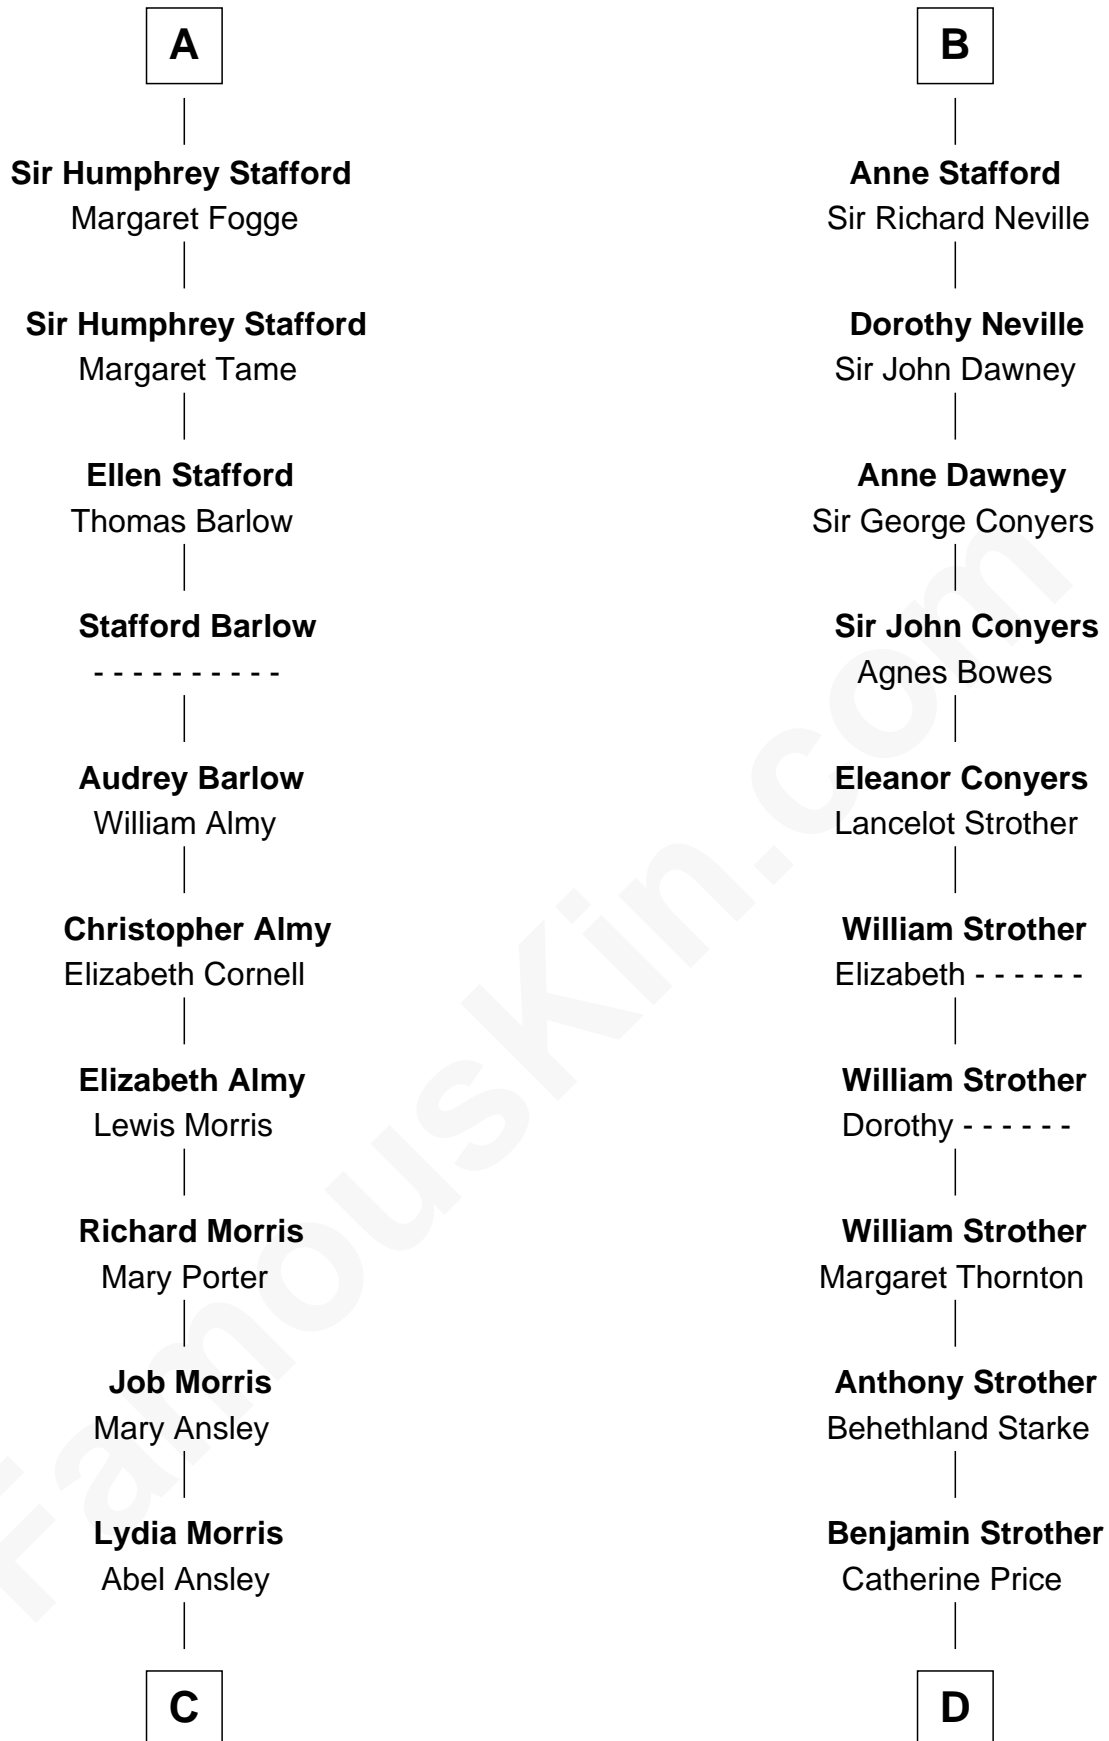 A
Sir Humphrey Stafford
Margaret Fogge
Sir Humphrey Stafford
Margaret Tame
Ellen Stafford
Thomas Barlow
Stafford Barlow
- - - - - - - - - -
Audrey Barlow
William Almy
Christopher Almy
Elizabeth Cornell
Elizabeth Almy
Lewis Morris
Richard Morris
Mary Porter
Job Morris
Mary Ansley
Lydia Morris
Abel Ansley
C
B
Anne Stafford
Sir Richard Neville
Dorothy Neville
Sir John Dawney
Anne Dawney
Sir George Conyers
Sir John Conyers
Agnes Bowes
Eleanor Conyers
Lancelot Strother
William Strother
Elizabeth - - - - - -
William Strother
Dorothy - - - - - -
William Strother
Margaret Thornton
Anthony Strother
Behethland Starke
Benjamin Strother
Catherine Price
D
FamousKin.com